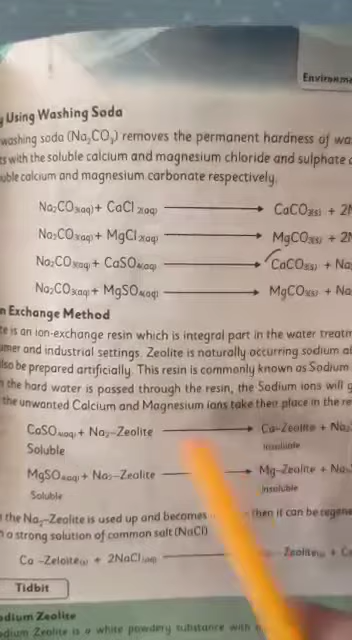 Environme
y Using Washing Soda
washing soda (Na₂CO₃) removes the permanent hardness of wa
ts with the soluble calcium and magnesium chloride and sulphate
uble calcium and magnesium carbonate respectively.
Na₂CO₃(aq) + CaCl₂(aq) ⟶ CaCO₃(s) + 2N
Na₂CO₃(aq) + MgCl₂(aq) ⟶ MgCO₃(s) + 2N
Na₂CO₃(aq) + CaSO₄(aq) ⟶ CaCO₃(s) + Na
Na₂CO₃(aq) + MgSO₄(aq) ⟶ MgCO₃(s) + Na
n Exchange Method
te is an ion-exchange resin which is integral part in the water treatm
umer and industrial settings. Zeolite is naturally occurring sodium al
also be prepared artificially. This resin is commonly known as Sodium
n the hard water is passed through the resin, the Sodium ions will g
the unwanted Calcium and Magnesium ions take their place in the re
CaSO₄(aq) + Na₂-Zeolite ⟶ Ca-Zeolite + Na₂
Soluble insoluble
MgSO₄(aq) + Na₂-Zeolite ⟶ Mg-Zeolite + Na₂
Soluble insoluble
the Na₂-Zeolite is used up and becomes then it can be regene
h a strong solution of common salt (NaCl)
Ca -Zeloite(s) + 2NaCl(aq) Zeolite(s) + Ca
Tidbit
odium Zeolite
odium Zeolite is a white powdery substance with